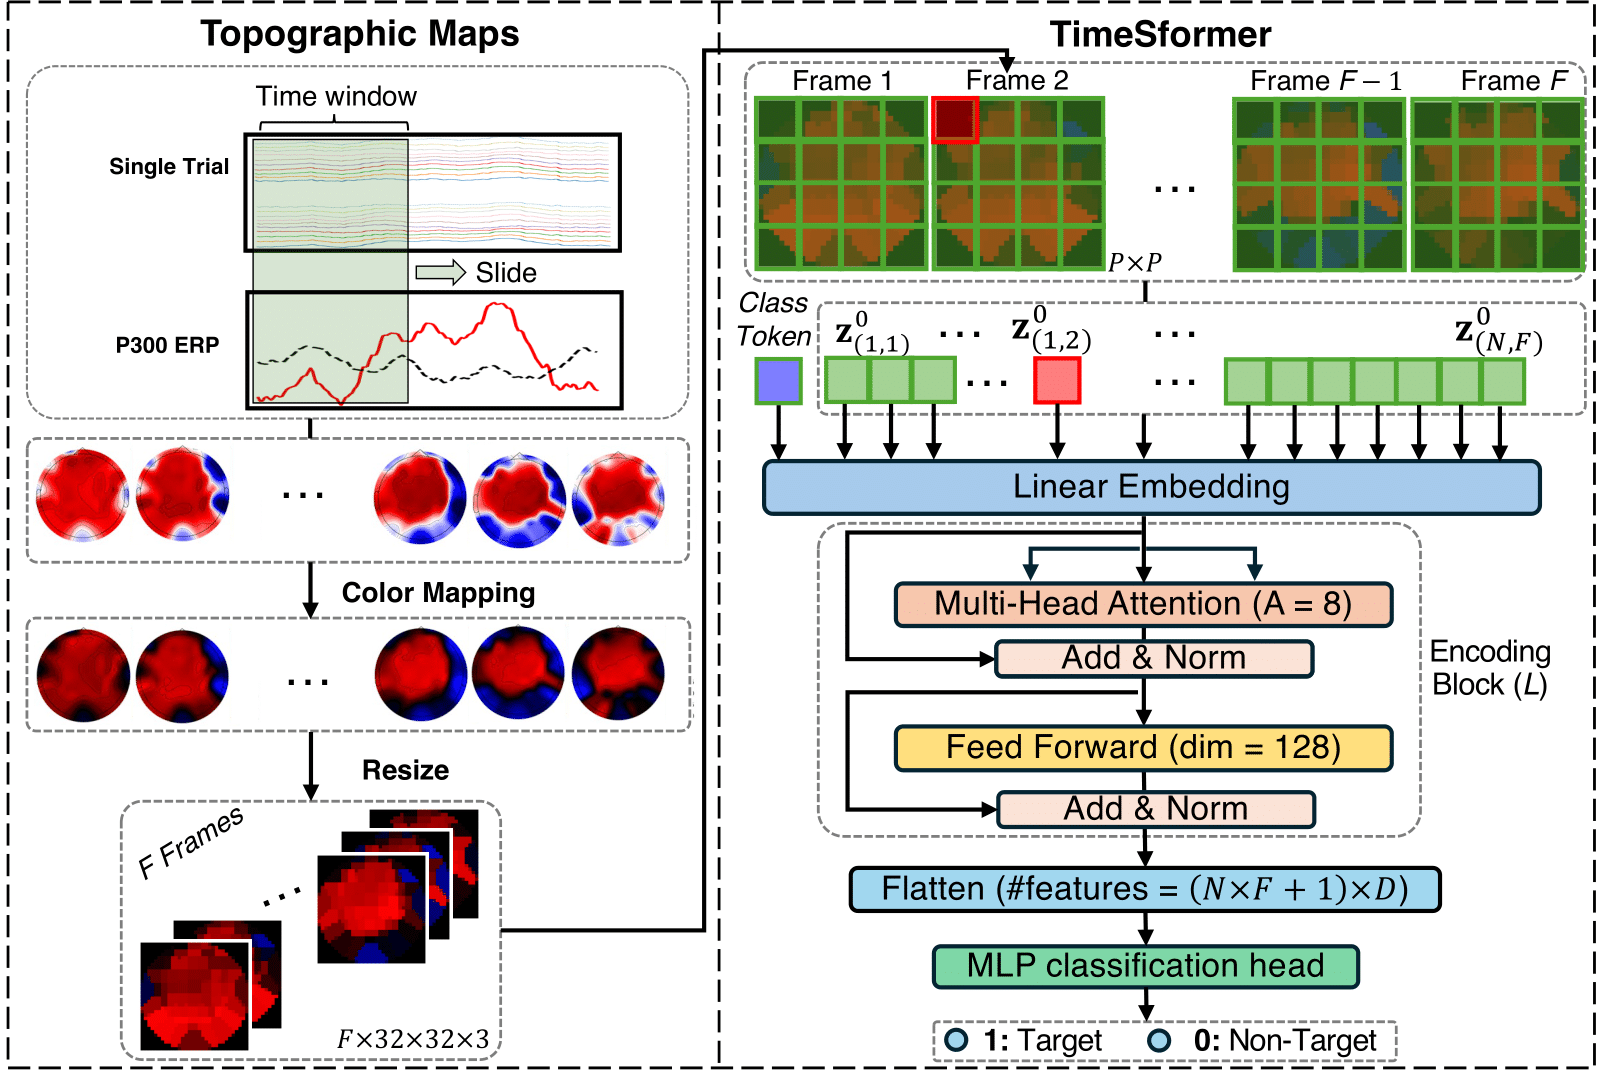 Topographic Maps
Time window
Single Trial
Slide
P300 ERP
...
Color Mapping
...
Resize
F Frames
...
F×32×32×3
TimeSformer
Frame 1
Frame 2
Frame F − 1
Frame F
...
P×P
Class
Token
z⁰₍₁,₁₎ ... z⁰₍₁,₂₎ ... z⁰₍N,F₎
... ...
Linear Embedding
Multi-Head Attention (A = 8)
Add & Norm
Feed Forward (dim = 128)
Add & Norm
Encoding
Block (L)
Flatten (#features = (N×F + 1)×D)
MLP classification head
1: Target
0: Non-Target